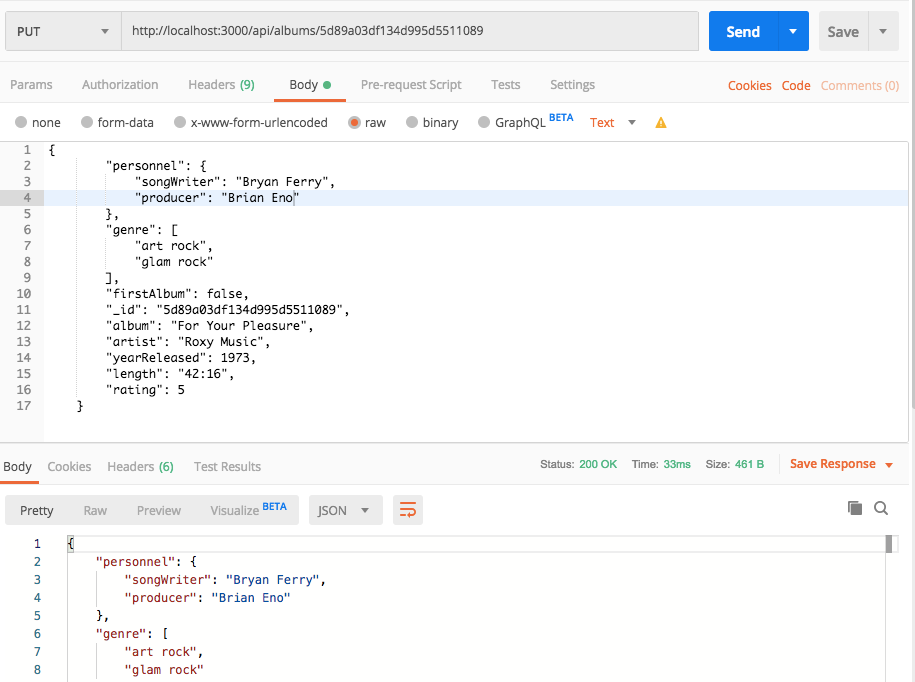 PUT http://localhost:3000/api/albums/5d89a03df134d995d5511089 Send Save
Params Authorization Headers (9) Body Pre-request Script Tests Settings Cookies Code Comments (0)
none form-data x-www-form-urlencoded raw binary GraphQL BETA Text
1 {
2 "personnel": {
3 "songWriter": "Bryan Ferry",
4 "producer": "Brian Eno"
5 },
6 "genre": [
7 "art rock",
8 "glam rock"
9 ],
10 "firstAlbum": false,
11 "_id": "5d89a03df134d995d5511089",
12 "album": "For Your Pleasure",
13 "artist": "Roxy Music",
14 "yearReleased": 1973,
15 "length": "42:16",
16 "rating": 5
17 }
Body Cookies Headers (6) Test Results Status: 200 OK Time: 33ms Size: 461 B Save Response
Pretty Raw Preview Visualize BETA JSON
1 {
2 "personnel": {
3 "songWriter": "Bryan Ferry",
4 "producer": "Brian Eno"
5 },
6 "genre": [
7 "art rock",
8 "glam rock"